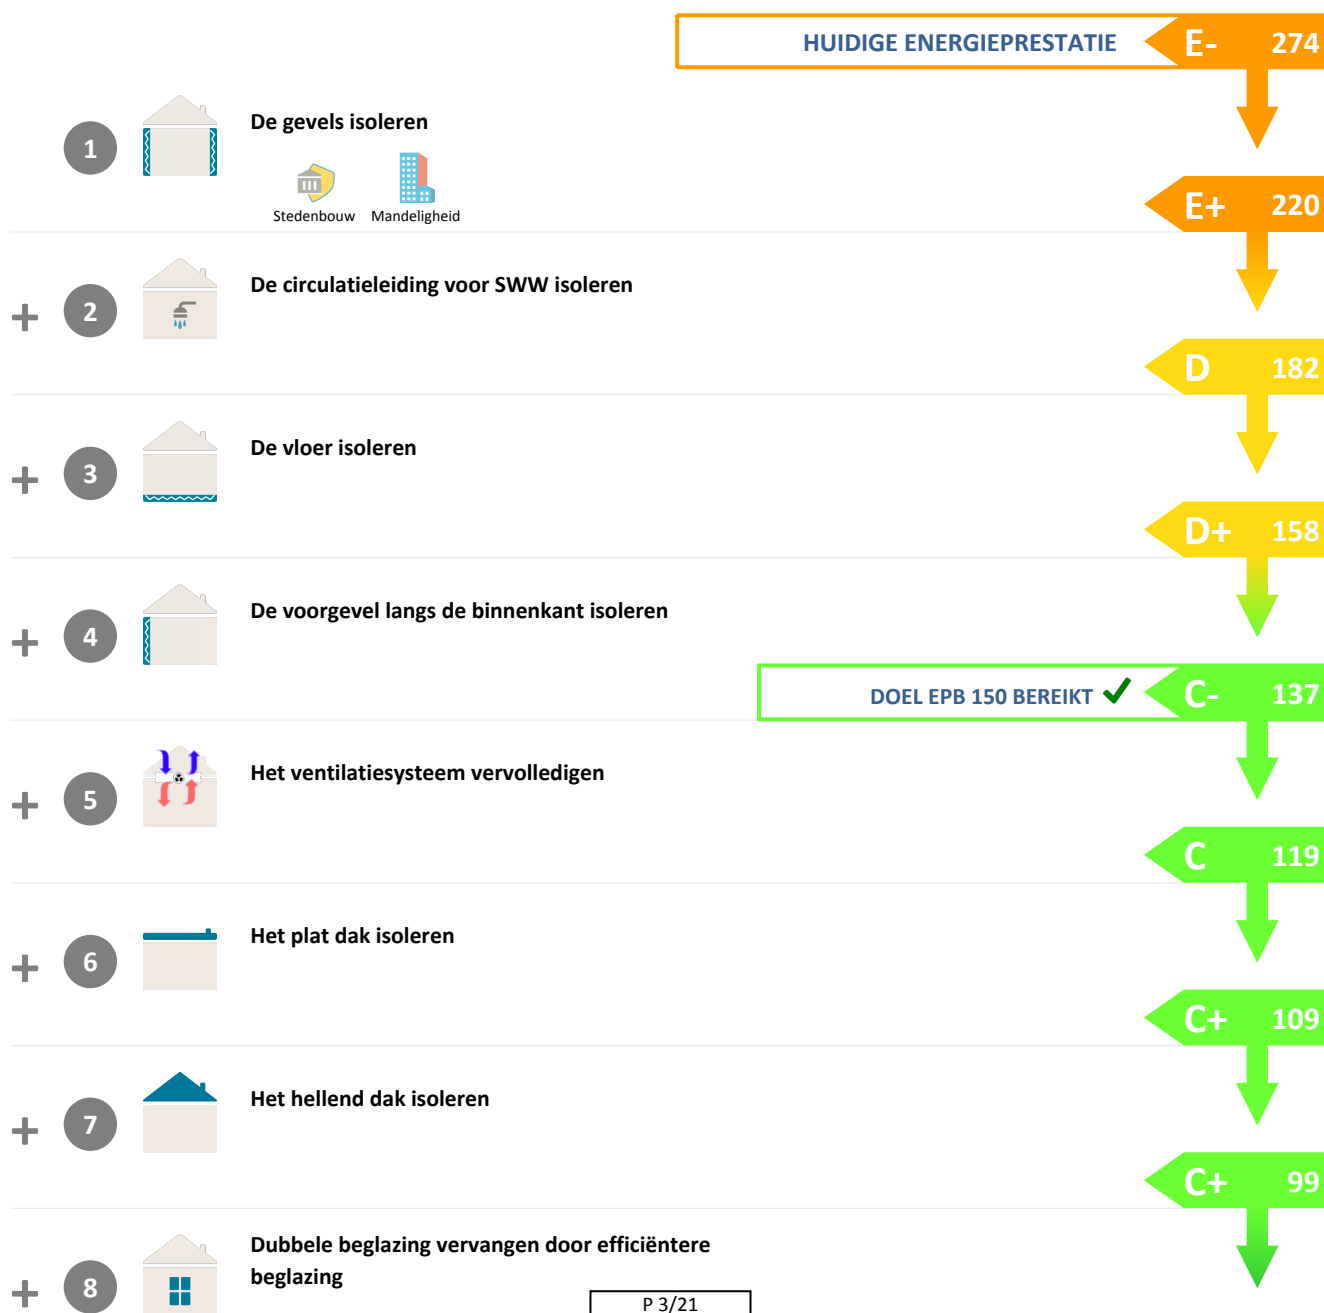 HUIDIGE ENERGIEPRESTATIE E- 274
1 De gevels isoleren
Stedenbouw Mandeligheid
E+ 220
+ 2 De circulatieleiding voor SWW isoleren
D 182
+ 3 De vloer isoleren
D+ 158
+ 4 De voorgevel langs de binnenkant isoleren
DOEL EPB 150 BEREIKT ✓ C- 137
+ 5 Het ventilatiesysteem vervolledigen
C 119
+ 6 Het plat dak isoleren
C+ 109
+ 7 Het hellend dak isoleren
C+ 99
+ 8 Dubbele beglazing vervangen door efficiëntere
beglazing
P 3/21